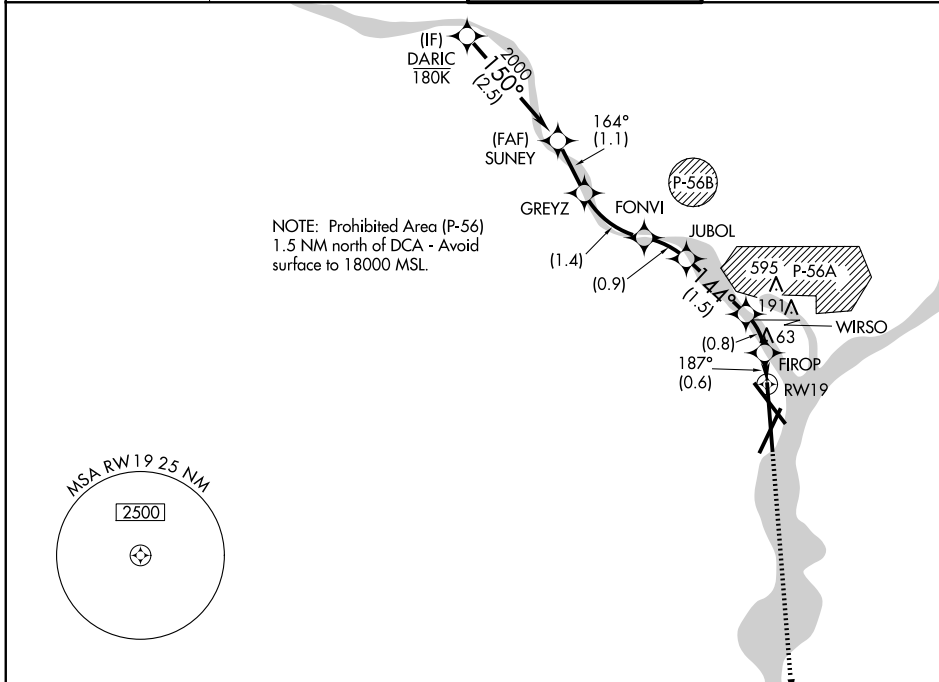 (IF)
DARIC
180K
2000
150°
(2.5)
(FAF)
SUNEY
164°
(1.1)
P-56B
GREYZ
FONVI
JUBOL
NOTE: Prohibited Area (P-56)
1.5 NM north of DCA - Avoid
surface to 18000 MSL.
(1.4)
(0.9)
144°
(1.5)
595
P-56A
191
WIRSO
(0.8)
63
187°
(0.6)
FIROP
RW19
MSA RW19 25 NM
2500